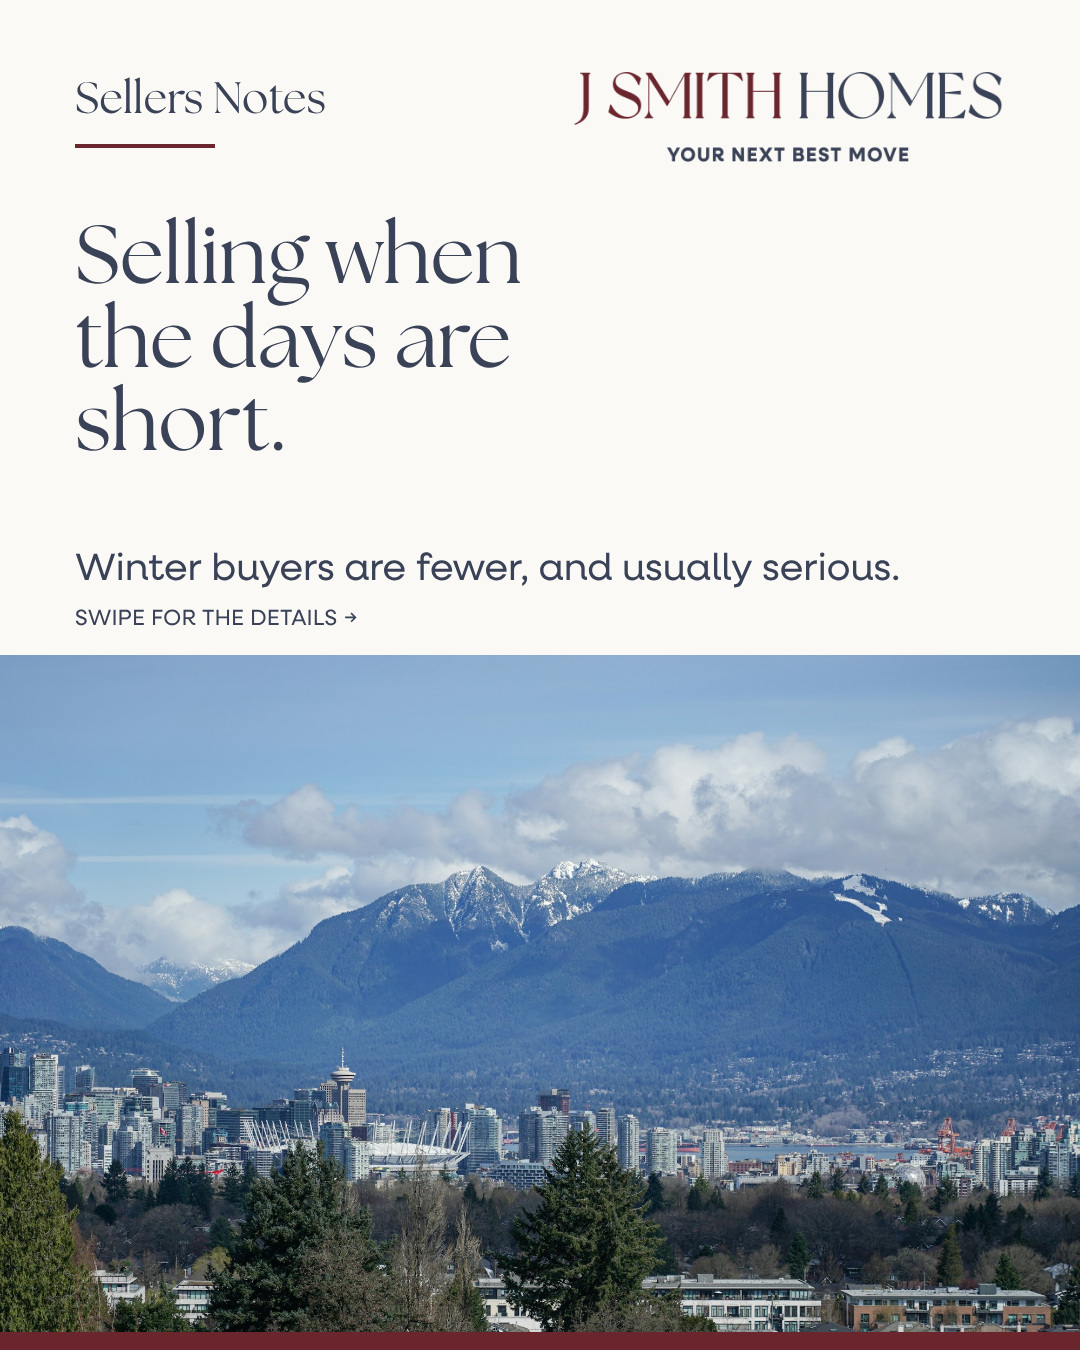 Sellers Notes
J SMITH HOMES
YOUR NEXT BEST MOVE
Selling when
the days are
short.
Winter buyers are fewer, and usually serious.
SWIPE FOR THE DETAILS →